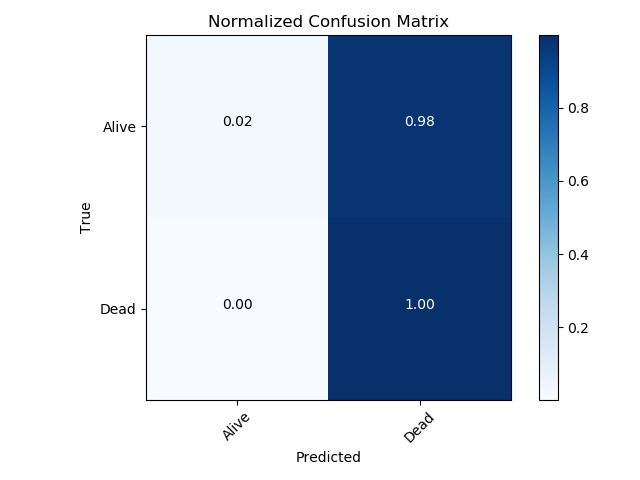 Normalized Confusion Matrix
True
Alive
0.02
0.98
Dead
0.00
1.00
Alive
Dead
Predicted
0.8
0.6
0.4
0.2